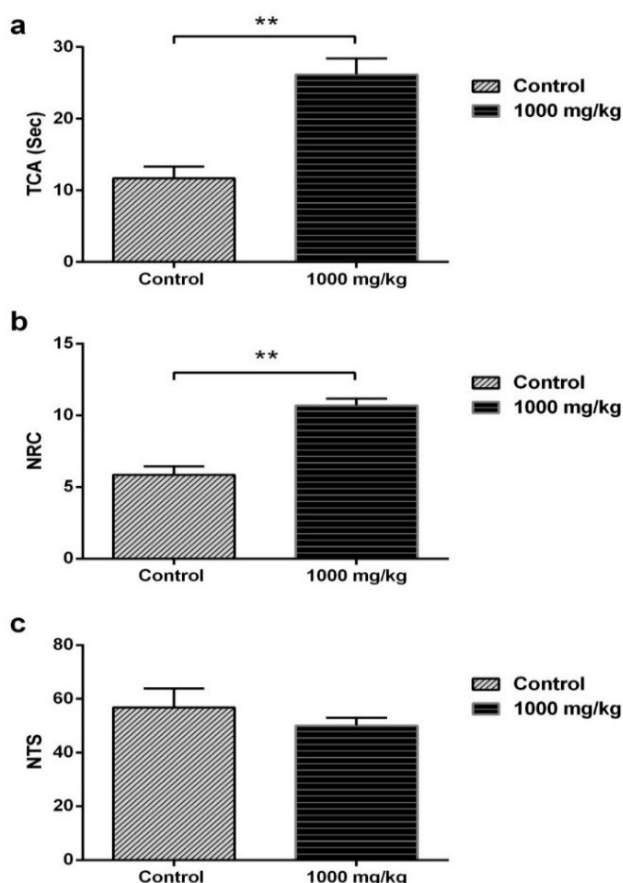 a
**
30
20
10
0
TCA (Sec)
Control
1000 mg/kg
Control
1000 mg/kg
b
**
15
10
5
0
NRC
Control
1000 mg/kg
Control
1000 mg/kg
c
80
60
40
20
0
NTS
Control
1000 mg/kg
Control
1000 mg/kg